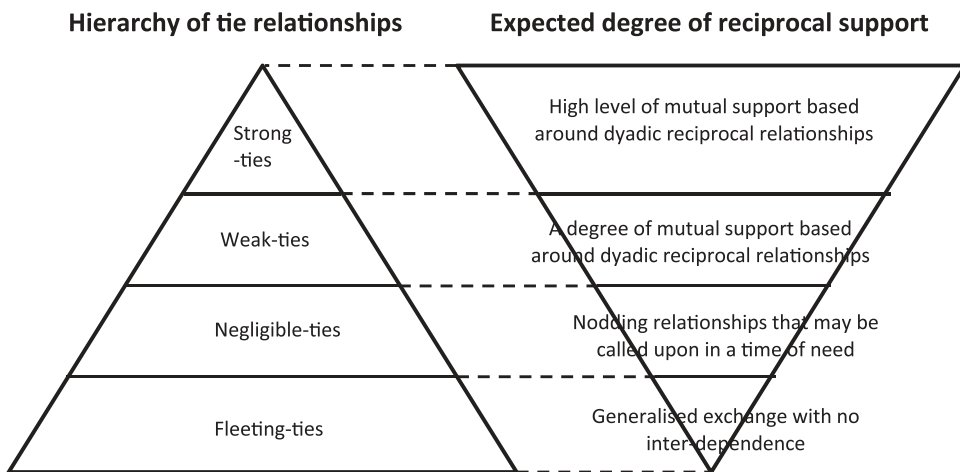 Hierarchy of tie relationships
Expected degree of reciprocal support
Strong
-ties
High level of mutual support based
around dyadic reciprocal relationships
Weak-ties
A degree of mutual support based
around dyadic reciprocal relationships
Negligible-ties
Nodding relationships that may be
called upon in a time of need
Fleeting-ties
Generalised exchange with no
inter-dependence